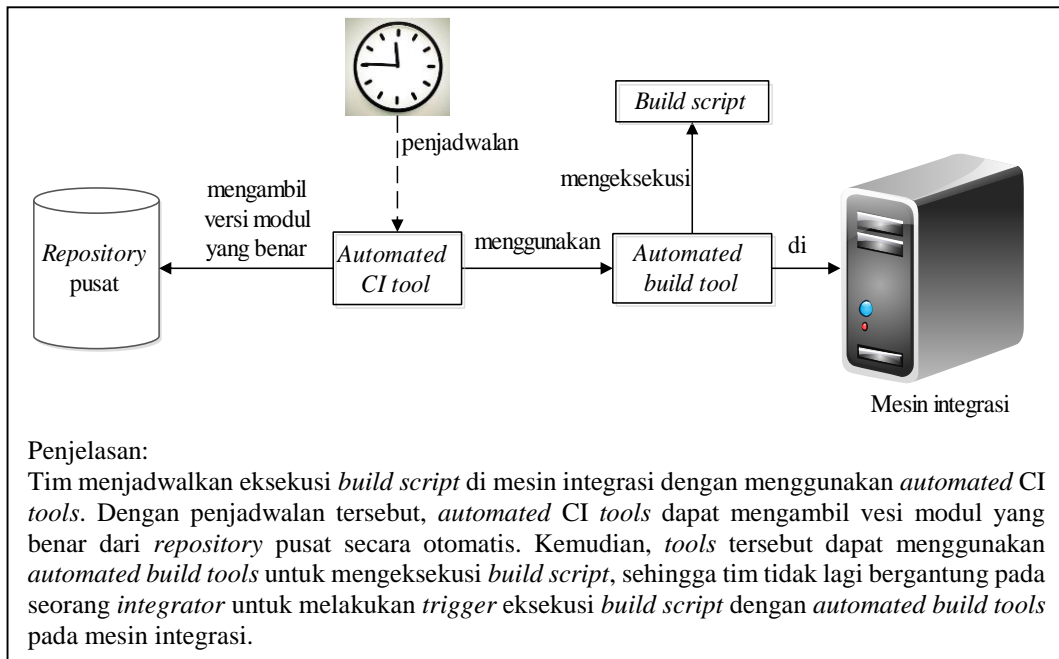 Build script
penjadwalan
mengeksekusi
mengambil
versi modul
yang benar
Repository
pusat
Automated
CI tool
menggunakan
Automated
build tool
di
Mesin integrasi
Penjelasan:
Tim menjadwalkan eksekusi build script di mesin integrasi dengan menggunakan automated CI
tools. Dengan penjadwalan tersebut, automated CI tools dapat mengambil vesi modul yang
benar dari repository pusat secara otomatis. Kemudian, tools tersebut dapat menggunakan
automated build tools untuk mengeksekusi build script, sehingga tim tidak lagi bergantung pada
seorang integrator untuk melakukan trigger eksekusi build script dengan automated build tools
pada mesin integrasi.